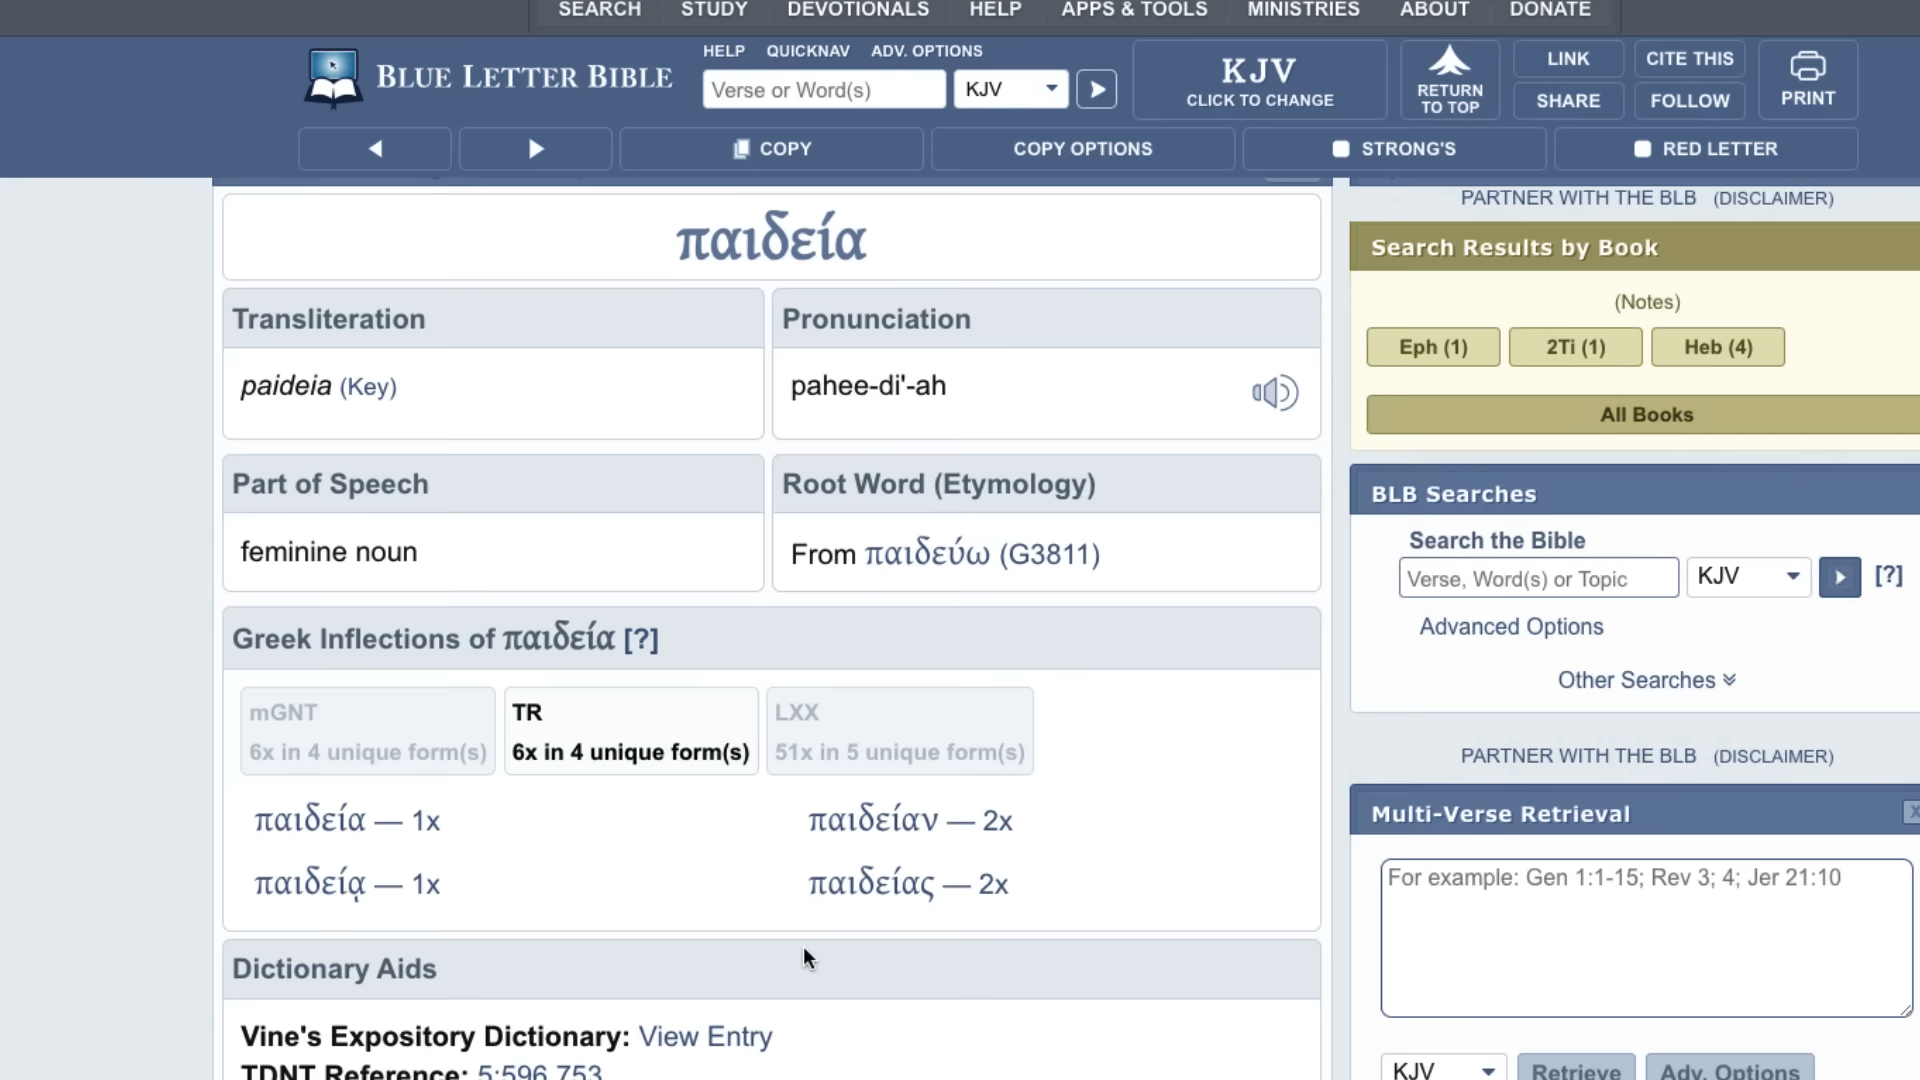 SEARCH STUDY DEVOTIONALS HELP APPS & TOOLS MINISTRIES ABOUT DONATE
BLUE LETTER BIBLE
HELP QUICKNAV ADV. OPTIONS
Verse or Word(s) KJV
KJV
CLICK TO CHANGE
RETURN
TO TOP
LINK CITE THIS
SHARE FOLLOW
PRINT
COPY COPY OPTIONS STRONG'S RED LETTER
παιδεία
Transliteration
paideia (Key)
Pronunciation
pahee-di'-ah
Part of Speech
feminine noun
Root Word (Etymology)
From παιδεύω (G3811)
Greek Inflections of παιδεία [?]
mGNT
6x in 4 unique form(s)
TR
6x in 4 unique form(s)
LXX
51x in 5 unique form(s)
παιδεία — 1x
παιδείαν — 2x
παιδείᾳ — 1x
παιδείας — 2x
Dictionary Aids
Vine's Expository Dictionary: View Entry
TDNT Reference: 5:596,753
PARTNER WITH THE BLB (DISCLAIMER)
Search Results by Book
(Notes)
Eph (1) 2Ti (1) Heb (4)
All Books
BLB Searches
Search the Bible
Verse, Word(s) or Topic KJV [?]
Advanced Options
Other Searches
PARTNER WITH THE BLB (DISCLAIMER)
Multi-Verse Retrieval
x
For example: Gen 1:1-15; Rev 3; 4; Jer 21:10
KJV Retrieve Adv. Options